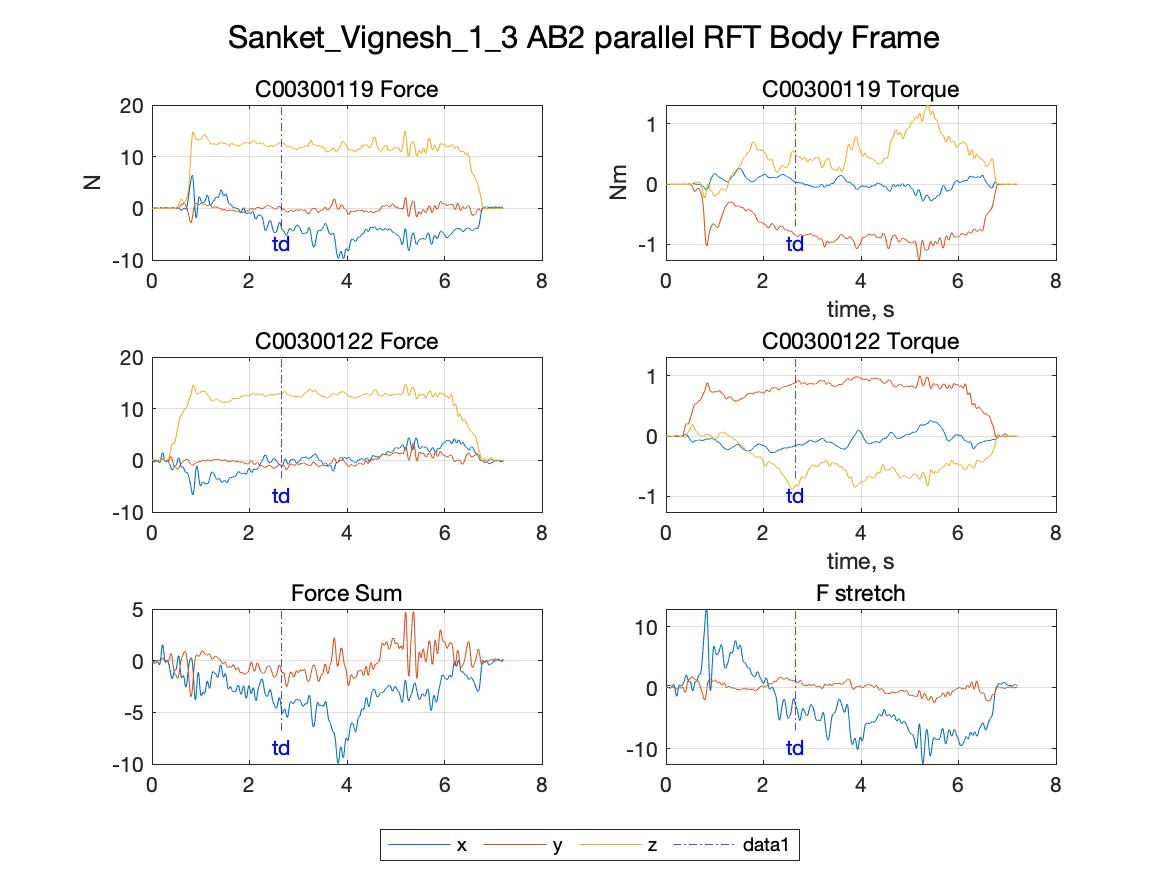 Sanket_Vignesh_1_3 AB2 parallel RFT Body Frame
C00300119 Force
C00300119 Torque
20
10
0
-10
N
td
0 2 4 6 8
1
0
-1
Nm
td
0 2 4 6 8
time, s
C00300122 Force
C00300122 Torque
20
10
0
-10
td
0 2 4 6 8
1
0
-1
td
0 2 4 6 8
time, s
Force Sum
F stretch
5
0
-5
-10
td
0 2 4 6 8
10
0
-10
td
0 2 4 6 8
x y z data1